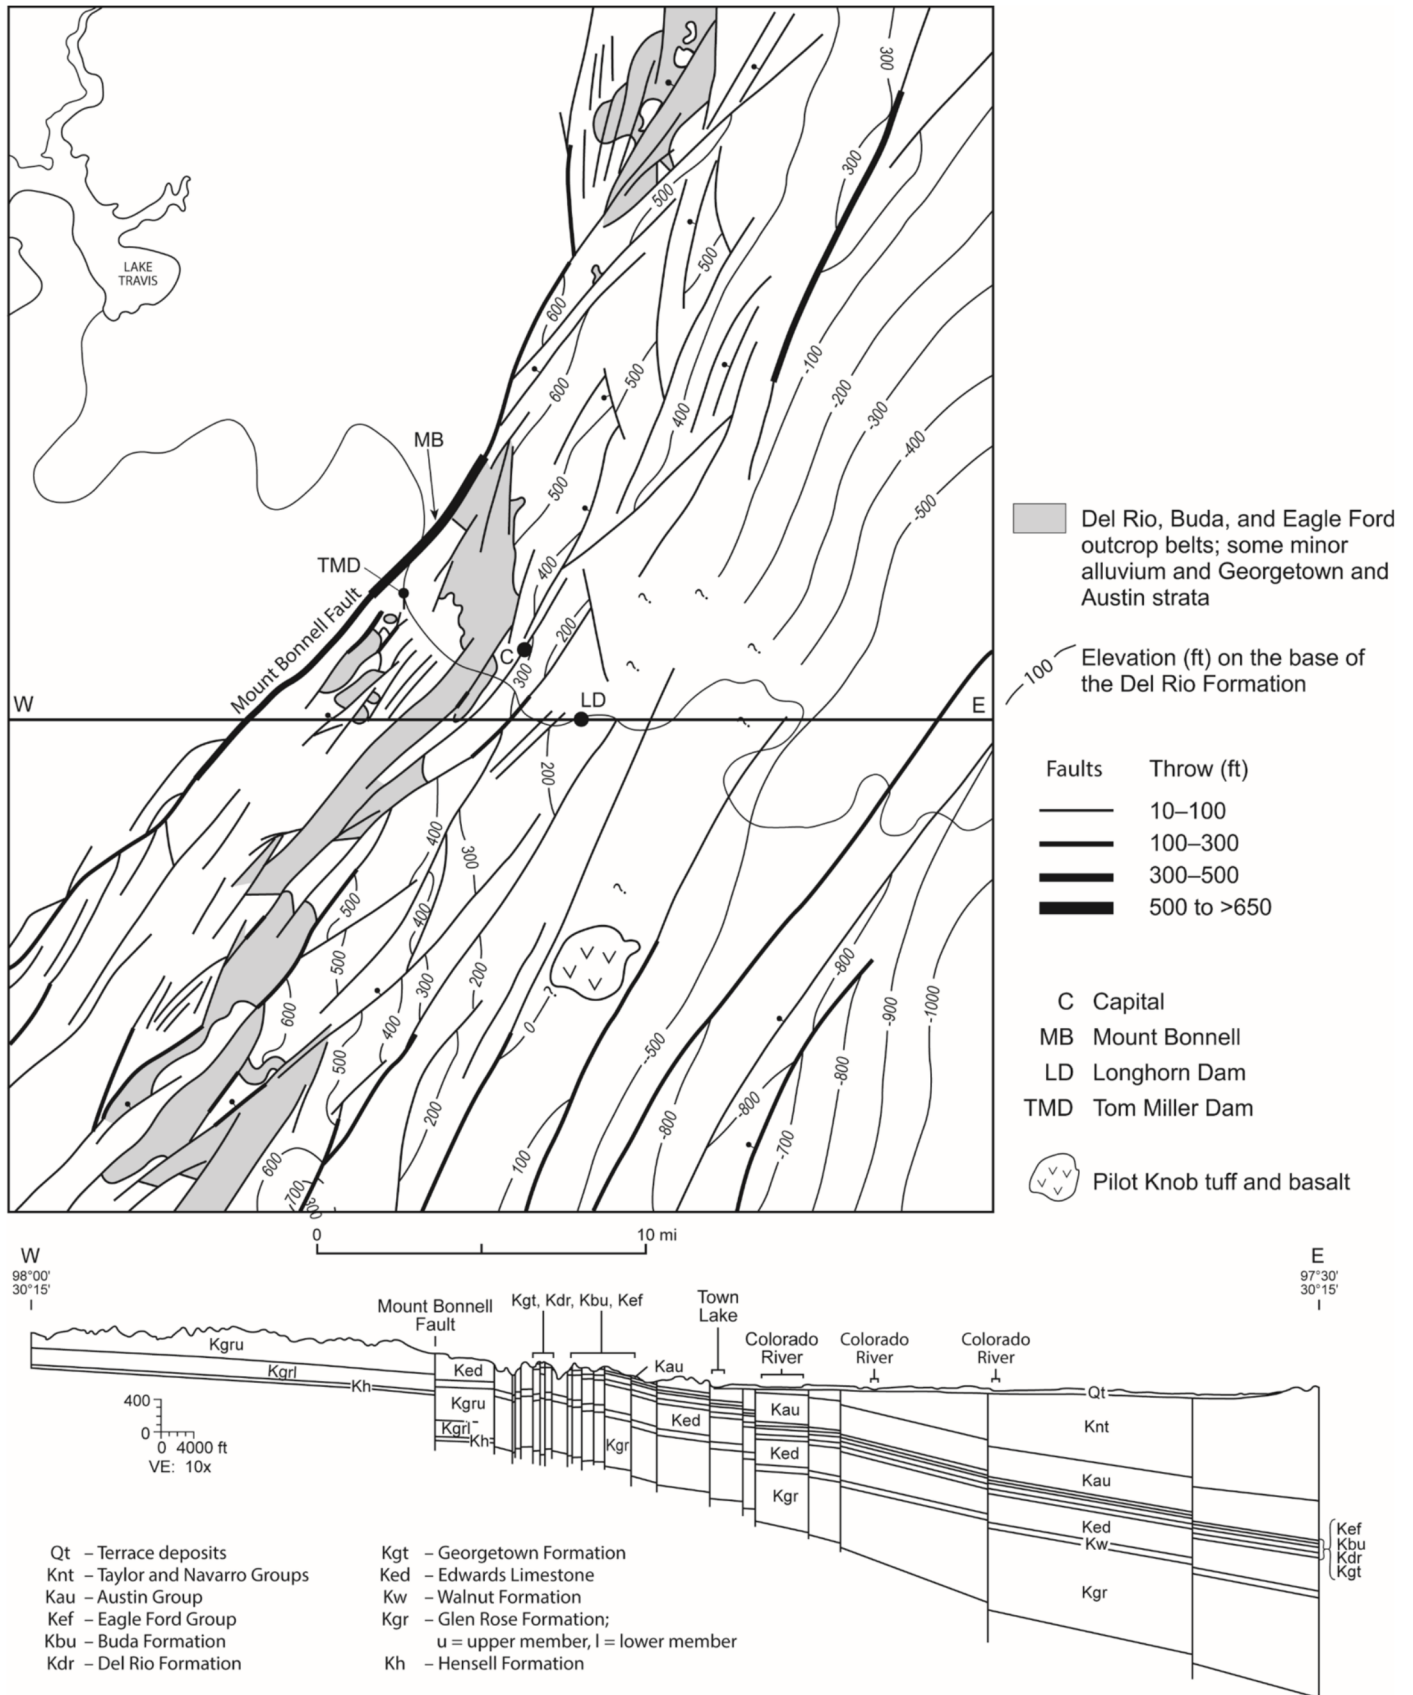 300
300
500
500
LAKE
TRAVIS
600
-100
600
500
-200
400
-300
-400
MB
500
-500
TMD
400
?
?
Mount Bonnell Fault
200
?
?
C
300
W
LD
E
?
200
400
300
500
400
?
500
-800
200
300
?
600
0
400
-900
-1000
-500
500
-800
200
-800
-800
-700
600
100
700
300
Del Rio, Buda, and Eagle Ford
outcrop belts; some minor
alluvium and Georgetown and
Austin strata
100
Elevation (ft) on the base of
the Del Rio Formation
Faults Throw (ft)
10–100
100–300
300–500
500 to >650
C Capital
MB Mount Bonnell
LD Longhorn Dam
TMD Tom Miller Dam
Pilot Knob tuff and basalt
0 10 mi
W
98°00'
30°15'
E
97°30'
30°15'
Mount Bonnell
Fault
Kgt, Kdr, Kbu, Kef
Town
Lake
Colorado
River
Colorado
River
Colorado
River
Kgru
Kgrl
Kh
Ked
Kgru
Kgrl
Kh
Kau
Ked
Kgr
Kau
Ked
Kgr
Qt
Knt
Kau
Ked
Kw
Kgr
Kef
Kbu
Kdr
Kgt
400
0
0 4000 ft
VE: 10x
Qt – Terrace deposits
Knt – Taylor and Navarro Groups
Kau – Austin Group
Kef – Eagle Ford Group
Kbu – Buda Formation
Kdr – Del Rio Formation
Kgt – Georgetown Formation
Ked – Edwards Limestone
Kw – Walnut Formation
Kgr – Glen Rose Formation;
u = upper member, l = lower member
Kh – Hensell Formation